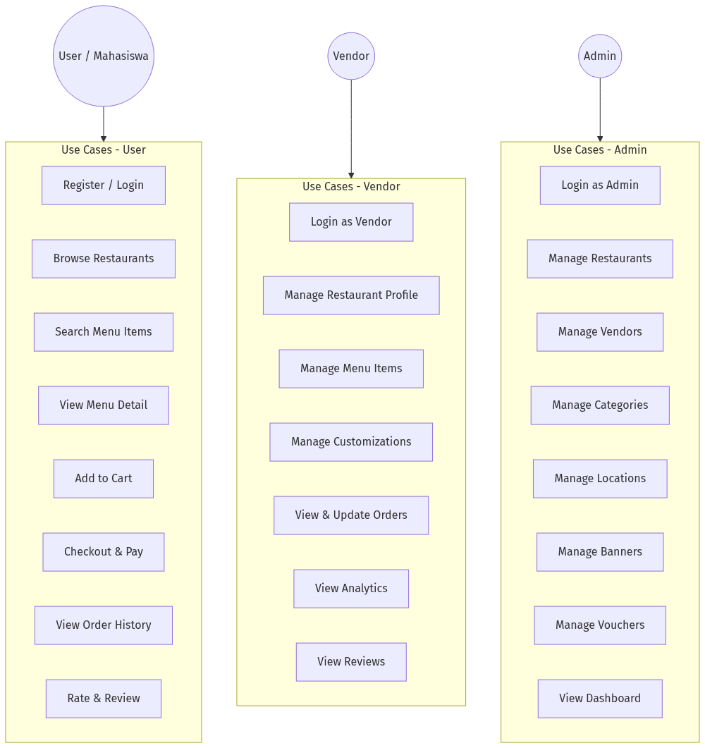 User / Mahasiswa
Vendor
Admin
Use Cases - User
Register / Login
Browse Restaurants
Search Menu Items
View Menu Detail
Add to Cart
Checkout & Pay
View Order History
Rate & Review
Use Cases - Vendor
Login as Vendor
Manage Restaurant Profile
Manage Menu Items
Manage Customizations
View & Update Orders
View Analytics
View Reviews
Use Cases - Admin
Login as Admin
Manage Restaurants
Manage Vendors
Manage Categories
Manage Locations
Manage Banners
Manage Vouchers
View Dashboard